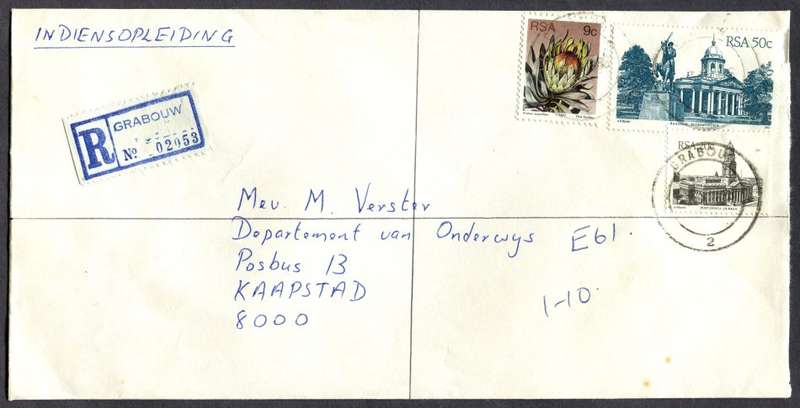 INDIENSOPLEIDING
RSA 9c
RSA 50c
R GRABOUW
No 02053
RSA
GRABOUW
2
Mev. M. Verster
Departement van Onderwys E61.
Posbus 13
KAAPSTAD
8000
1-10.